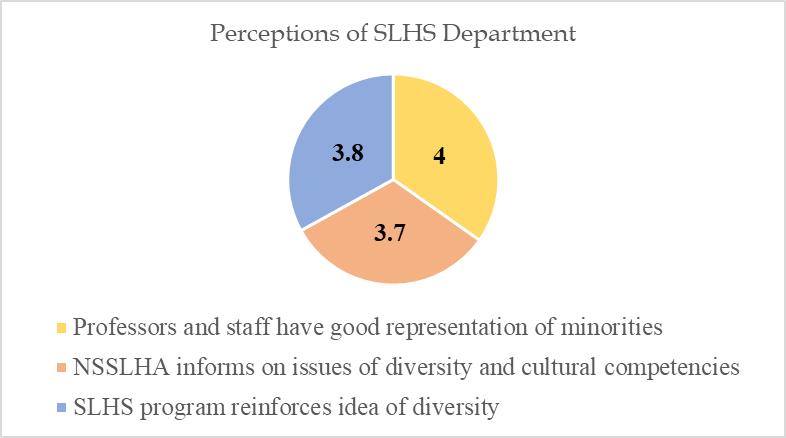 Perceptions of SLHS Department
3.8
4
3.7
Professors and staff have good representation of minorities
NSSLHA informs on issues of diversity and cultural competencies
SLHS program reinforces idea of diversity